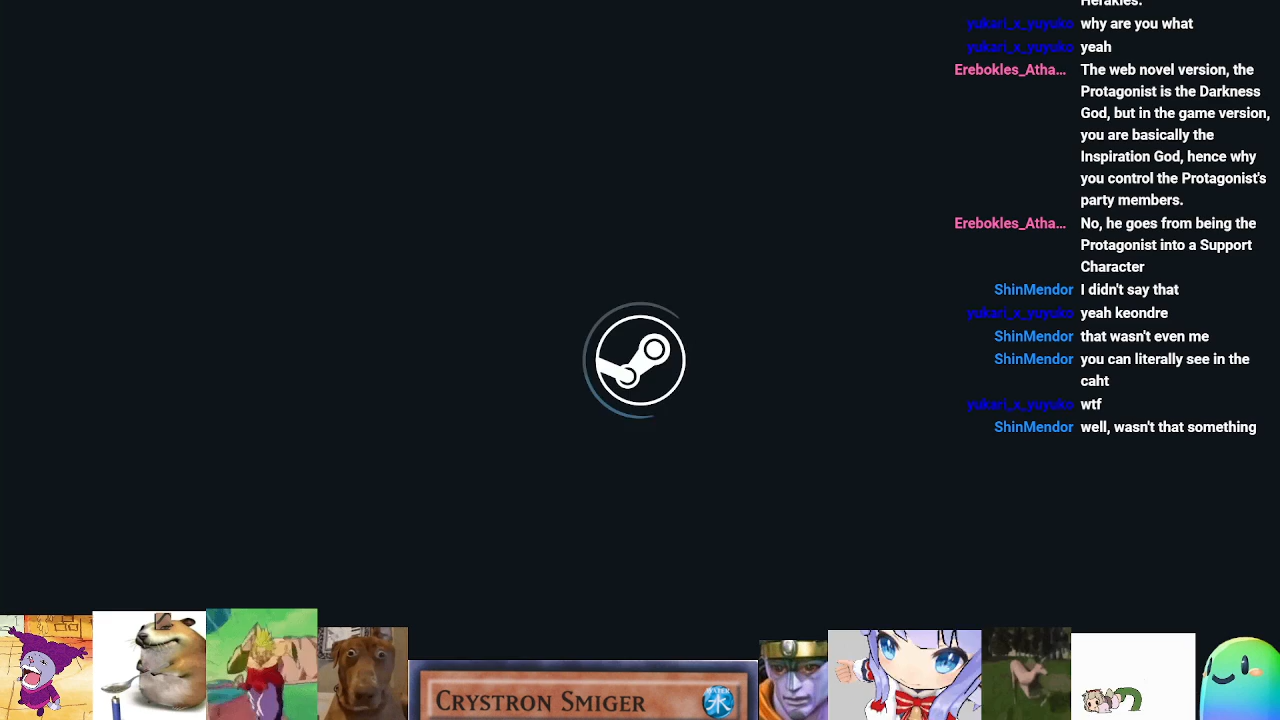 Herakles.
yukari_x_yuyuko why are you what
yukari_x_yuyuko yeah
Erebokles_Atha... The web novel version, the
Protagonist is the Darkness
God, but in the game version,
you are basically the
Inspiration God, hence why
you control the Protagonist's
party members.
Erebokles_Atha... No, he goes from being the
Protagonist into a Support
Character
ShinMendor I didn't say that
yukari_x_yuyuko yeah keondre
ShinMendor that wasn't even me
ShinMendor you can literally see in the
caht
yukari_x_yuyuko wtf
ShinMendor well, wasn't that something
CRYSTRON SMIGER
WATER
水